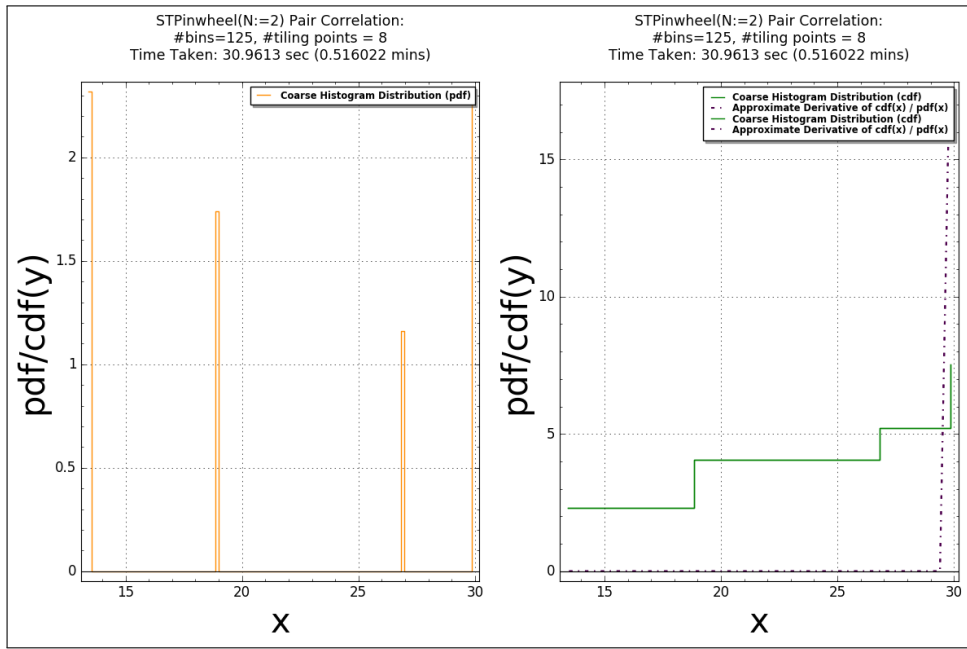 STPinwheel(N:=2) Pair Correlation:
#bins=125, #tiling points = 8
Time Taken: 30.9613 sec (0.516022 mins)
Coarse Histogram Distribution (pdf)
2
1.5
1
0.5
0
15
20
25
30
pdf/cdf(y)
x
STPinwheel(N:=2) Pair Correlation:
#bins=125, #tiling points = 8
Time Taken: 30.9613 sec (0.516022 mins)
Coarse Histogram Distribution (cdf)
Approximate Derivative of cdf(x) / pdf(x)
Coarse Histogram Distribution (cdf)
Approximate Derivative of cdf(x) / pdf(x)
15
10
5
0
15
20
25
30
pdf/cdf(y)
x